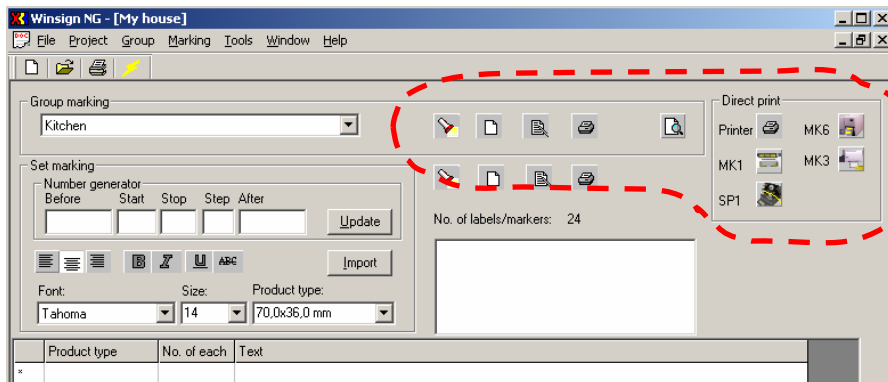 Winsign NG - [My house]
File Project Group Marking Tools Window Help
Group marking
Kitchen
Direct print
Printer MK6
MK1 MK3
SP1
Set marking
Number generator
Before Start Stop Step After
Update
No. of labels/markers: 24
B I U ABC
Import
Font: Size: Product type:
Tahoma 14 70,0x36,0 mm
Product type No. of each Text
*